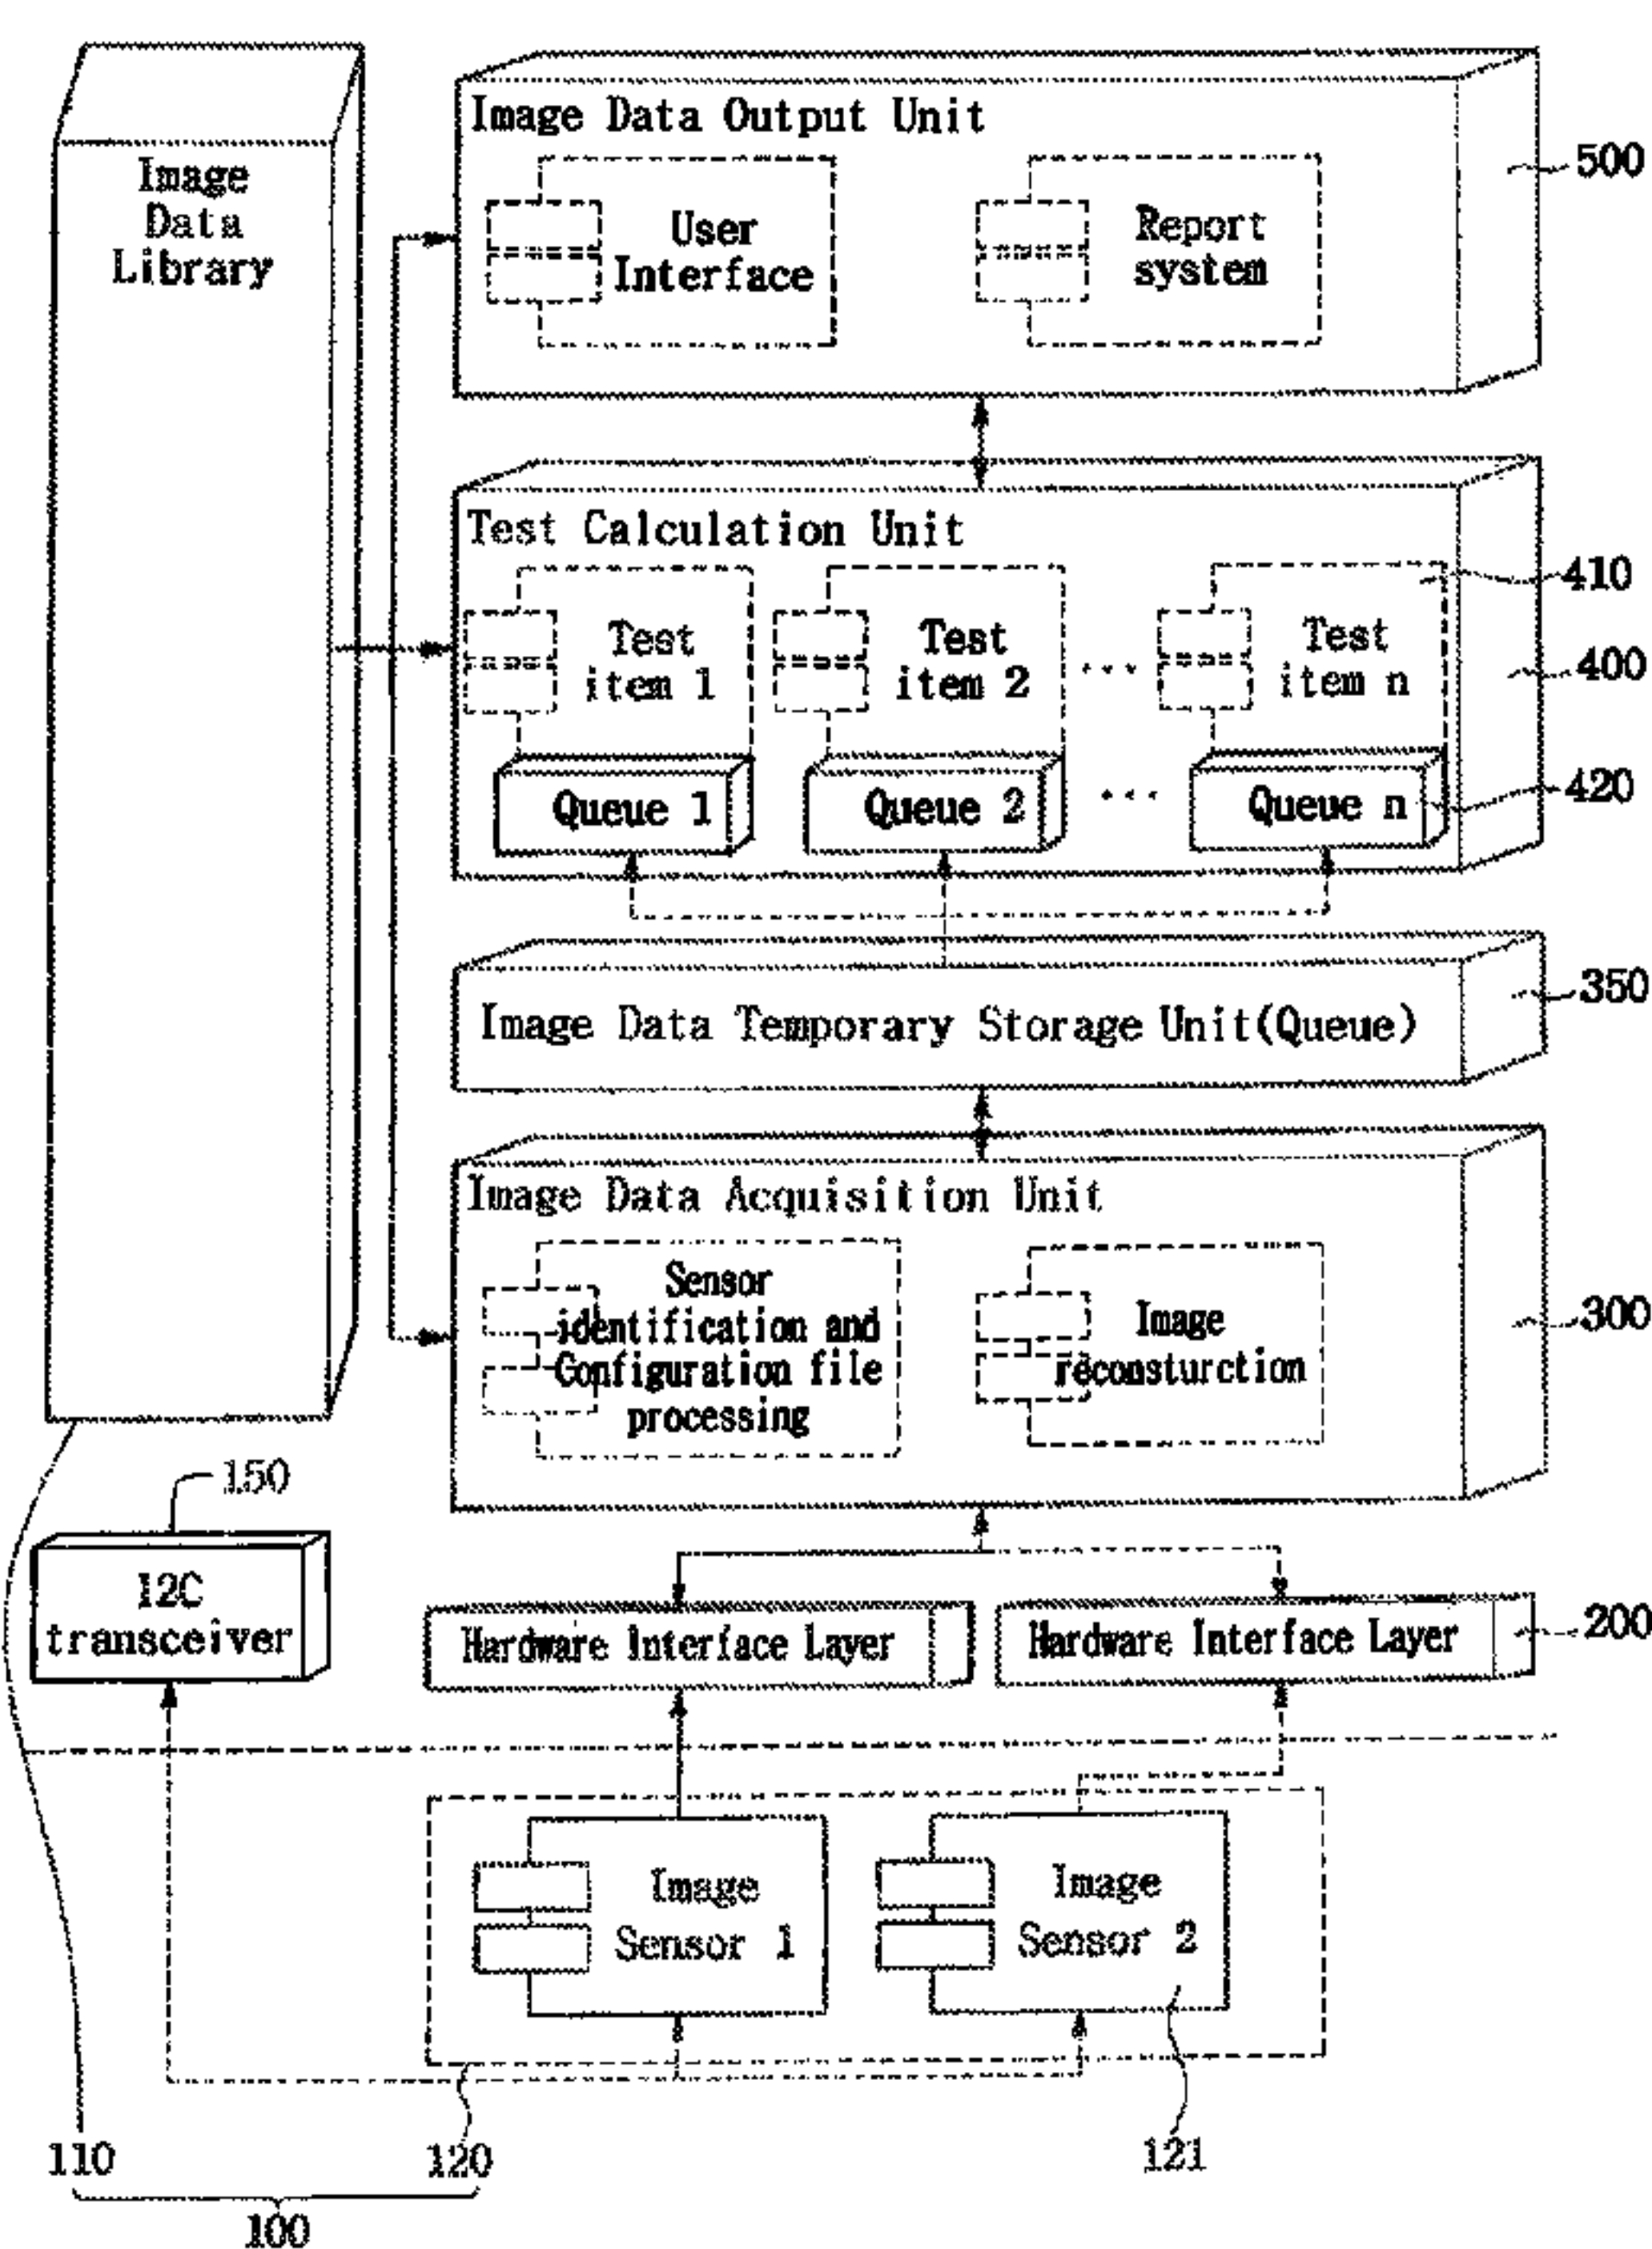 Image
Data
Library
Image Data Output Unit
500
User
Interface
Report
system
Test Calculation Unit
410
Test
item 1
Test
item 2
...
Test
item n
400
Queue 1
Queue 2
...
Queue n
420
350
Image Data Temporary Storage Unit(Queue)
Image Data Acquisition Unit
Sensor
identification and
Configuration file
processing
Image
reconsturction
300
150
I2C
transceiver
Hardware Interface Layer
Hardware Interface Layer
200
Image
Sensor 1
Image
Sensor 2
110
120
121
100